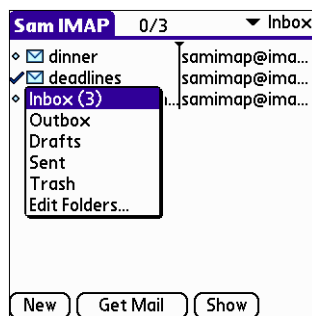 Sam IMAP 0/3 Inbox
dinner samimap@ima...
deadlines samimap@ima...
Inbox (3) ...samimap@ima...
Outbox
Drafts
Sent
Trash
Edit Folders...
New Get Mail Show